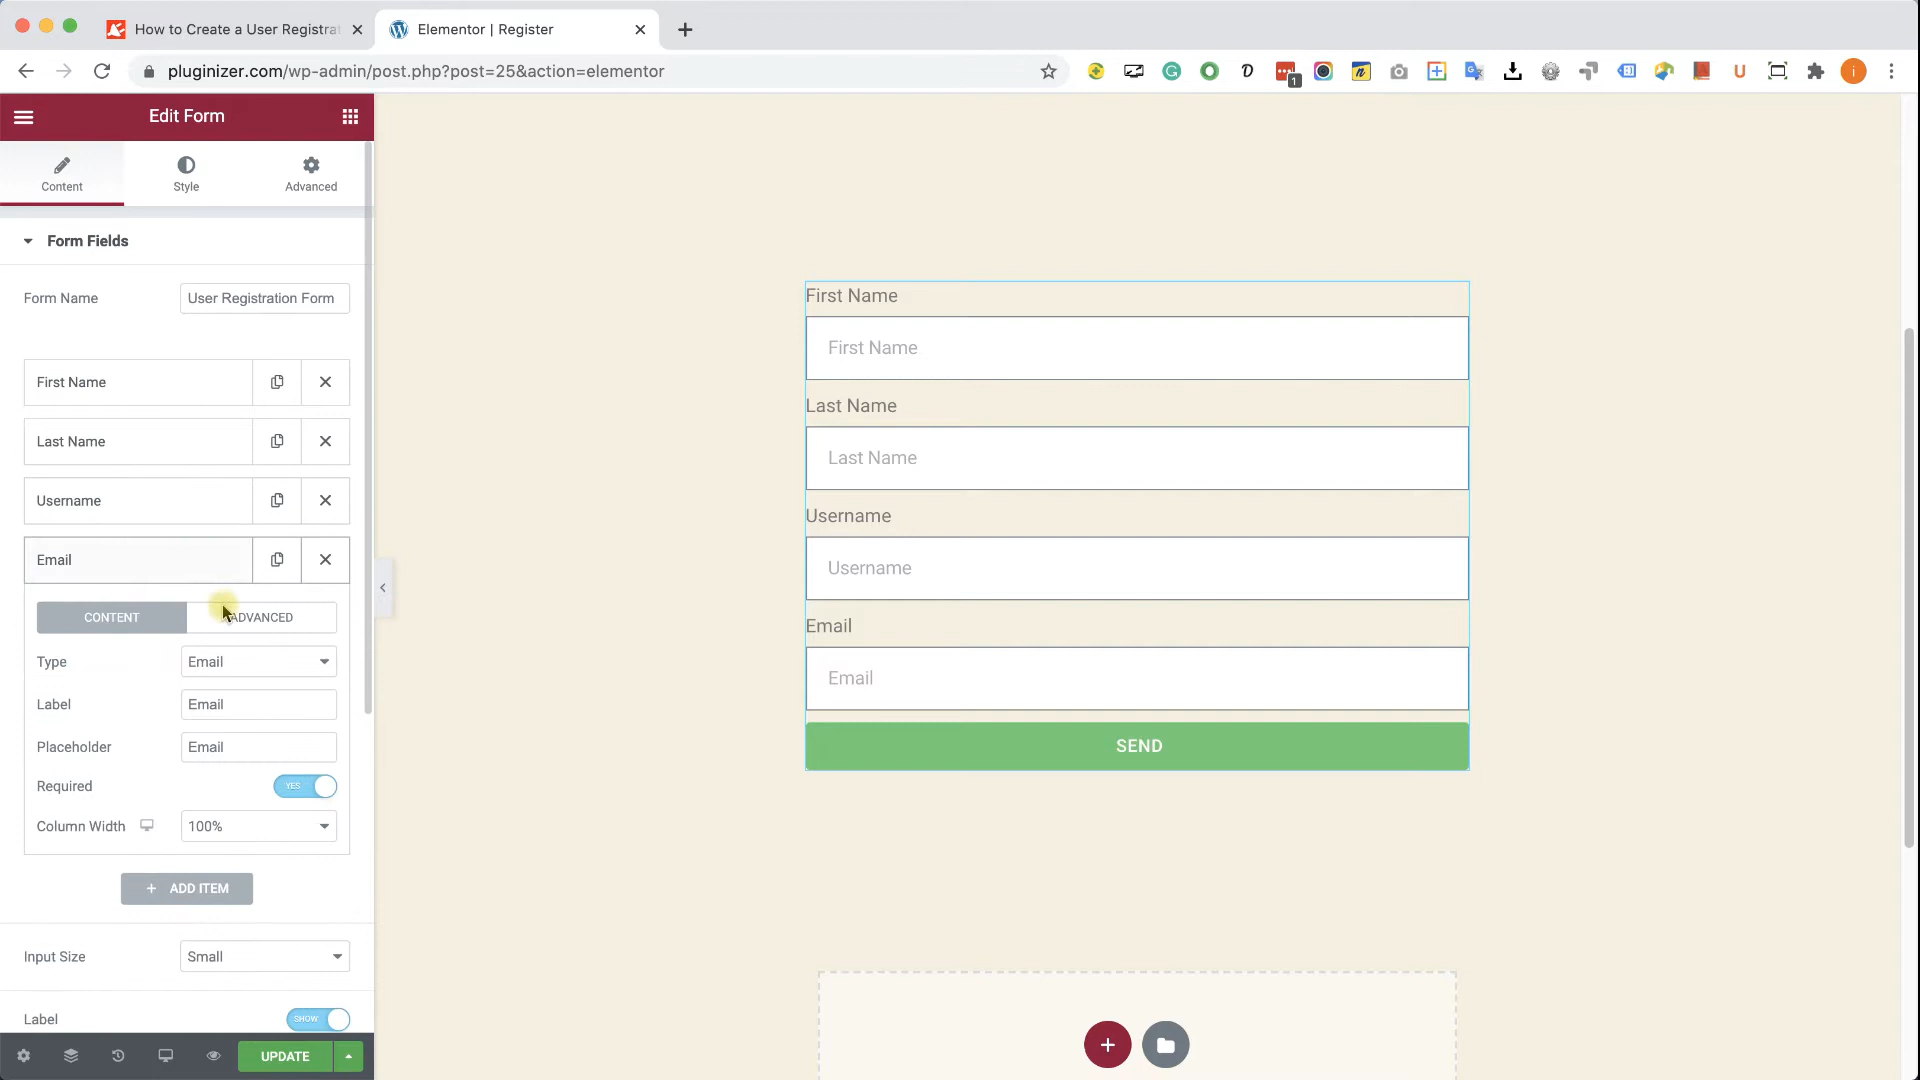 How to Create a User Registrat
Elementor | Register
pluginizer.com/wp-admin/post.php?post=25&action=elementor
1
i
Edit Form
Content
Style
Advanced
Form Fields
Form Name
User Registration Form
First Name
Last Name
Username
Email
CONTENT
ADVANCED
Type
Email
Label
Email
Placeholder
Email
Required
YES
Column Width
100%
+ ADD ITEM
Input Size
Small
Label
SHOW
UPDATE
First Name
First Name
Last Name
Last Name
Username
Username
Email
Email
SEND